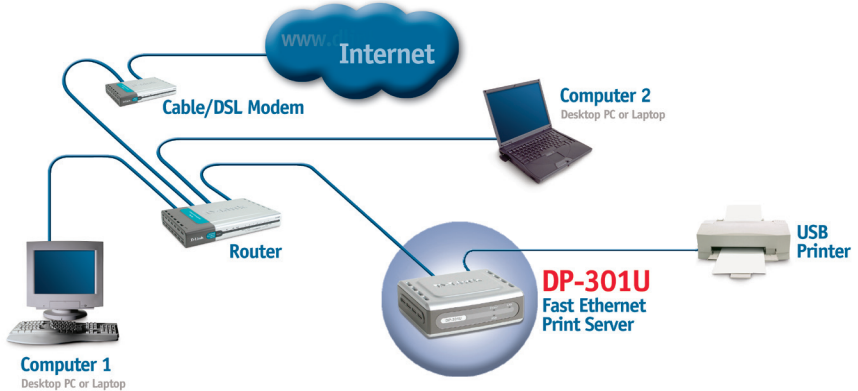 www.d
Internet
Cable/DSL Modem
Computer 2
Desktop PC or Laptop
Router
USB
Printer
DP-301U
Fast Ethernet
Print Server
Computer 1
Desktop PC or Laptop